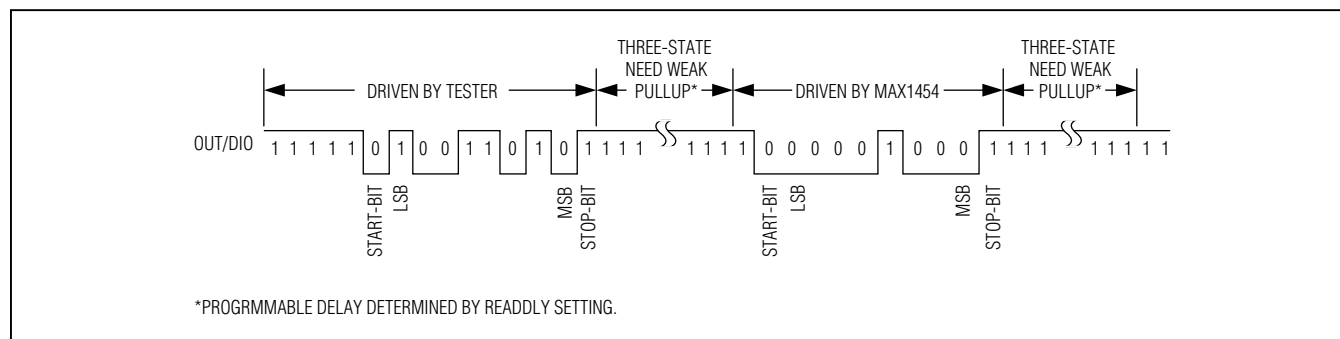 THREE-STATE
NEED WEAK
PULLUP*
THREE-STATE
NEED WEAK
PULLUP*
DRIVEN BY TESTER
DRIVEN BY MAX1454
OUT/DIO
1 1 1 1 1 0 1 0 0 1 1 0 1 0 1 1 1 1 1 1 1 1 0 0 0 0 0 1 0 0 0 1 1 1 1 1 1 1 1 1
START-BIT
LSB
MSB
STOP-BIT
START-BIT
LSB
MSB
STOP-BIT
*PROGRMMABLE DELAY DETERMINED BY READDLY SETTING.